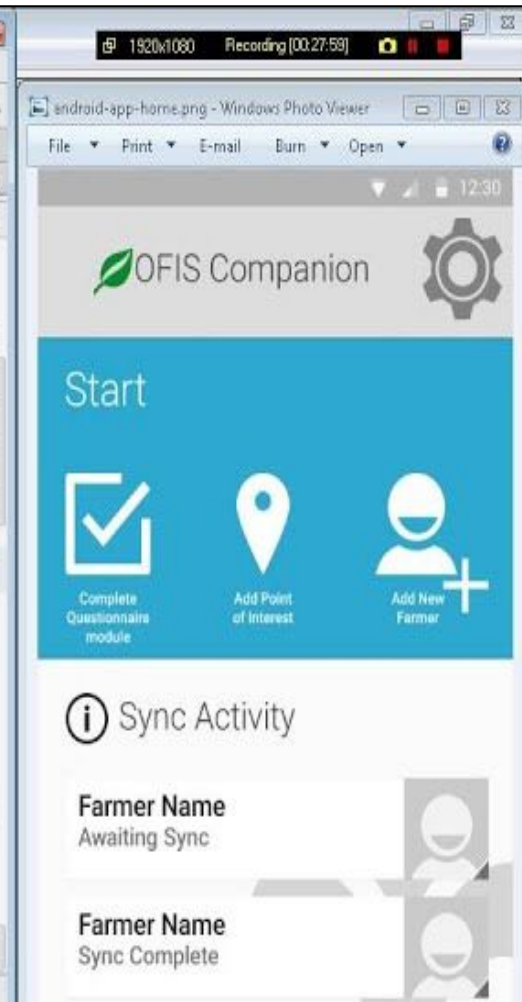 1920x1080 Recording [00:27:59]
android-app-home.png - Windows Photo Viewer
File Print E-mail Burn Open
12:30
OFIS Companion
Start
Complete
Questionnaire
module
Add Point
of Interest
Add New
Farmer
Sync Activity
Farmer Name
Awaiting Sync
Farmer Name
Sync Complete